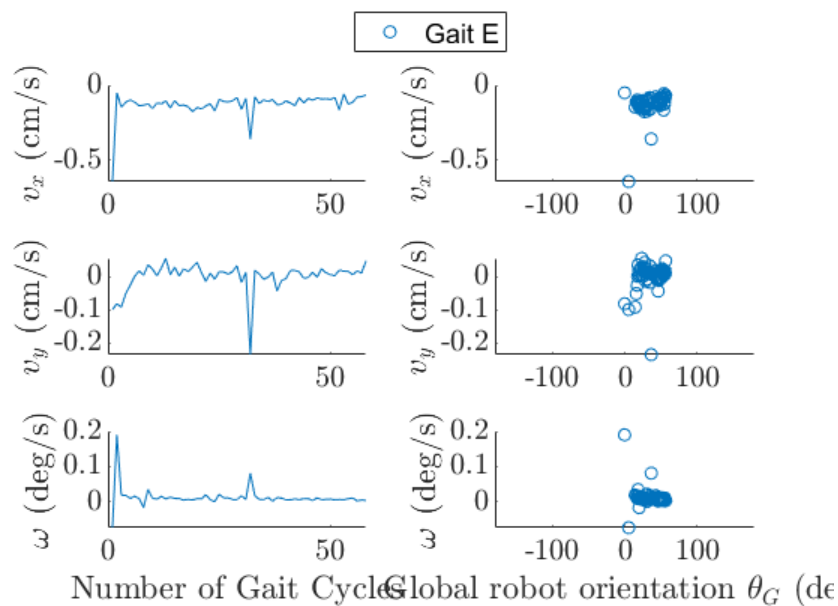 Gait E
0
-0.5
v_x (cm/s)
0 50
0
-0.5
v_x (cm/s)
-100 0 100
0
-0.1
-0.2
v_y (cm/s)
0 50
0
-0.1
-0.2
v_y (cm/s)
-100 0 100
0.2
0.1
0
ω (deg/s)
0 50
0.2
0.1
0
ω (deg/s)
-100 0 100
Number of Gait Cycles
Global robot orientation θ_G (de